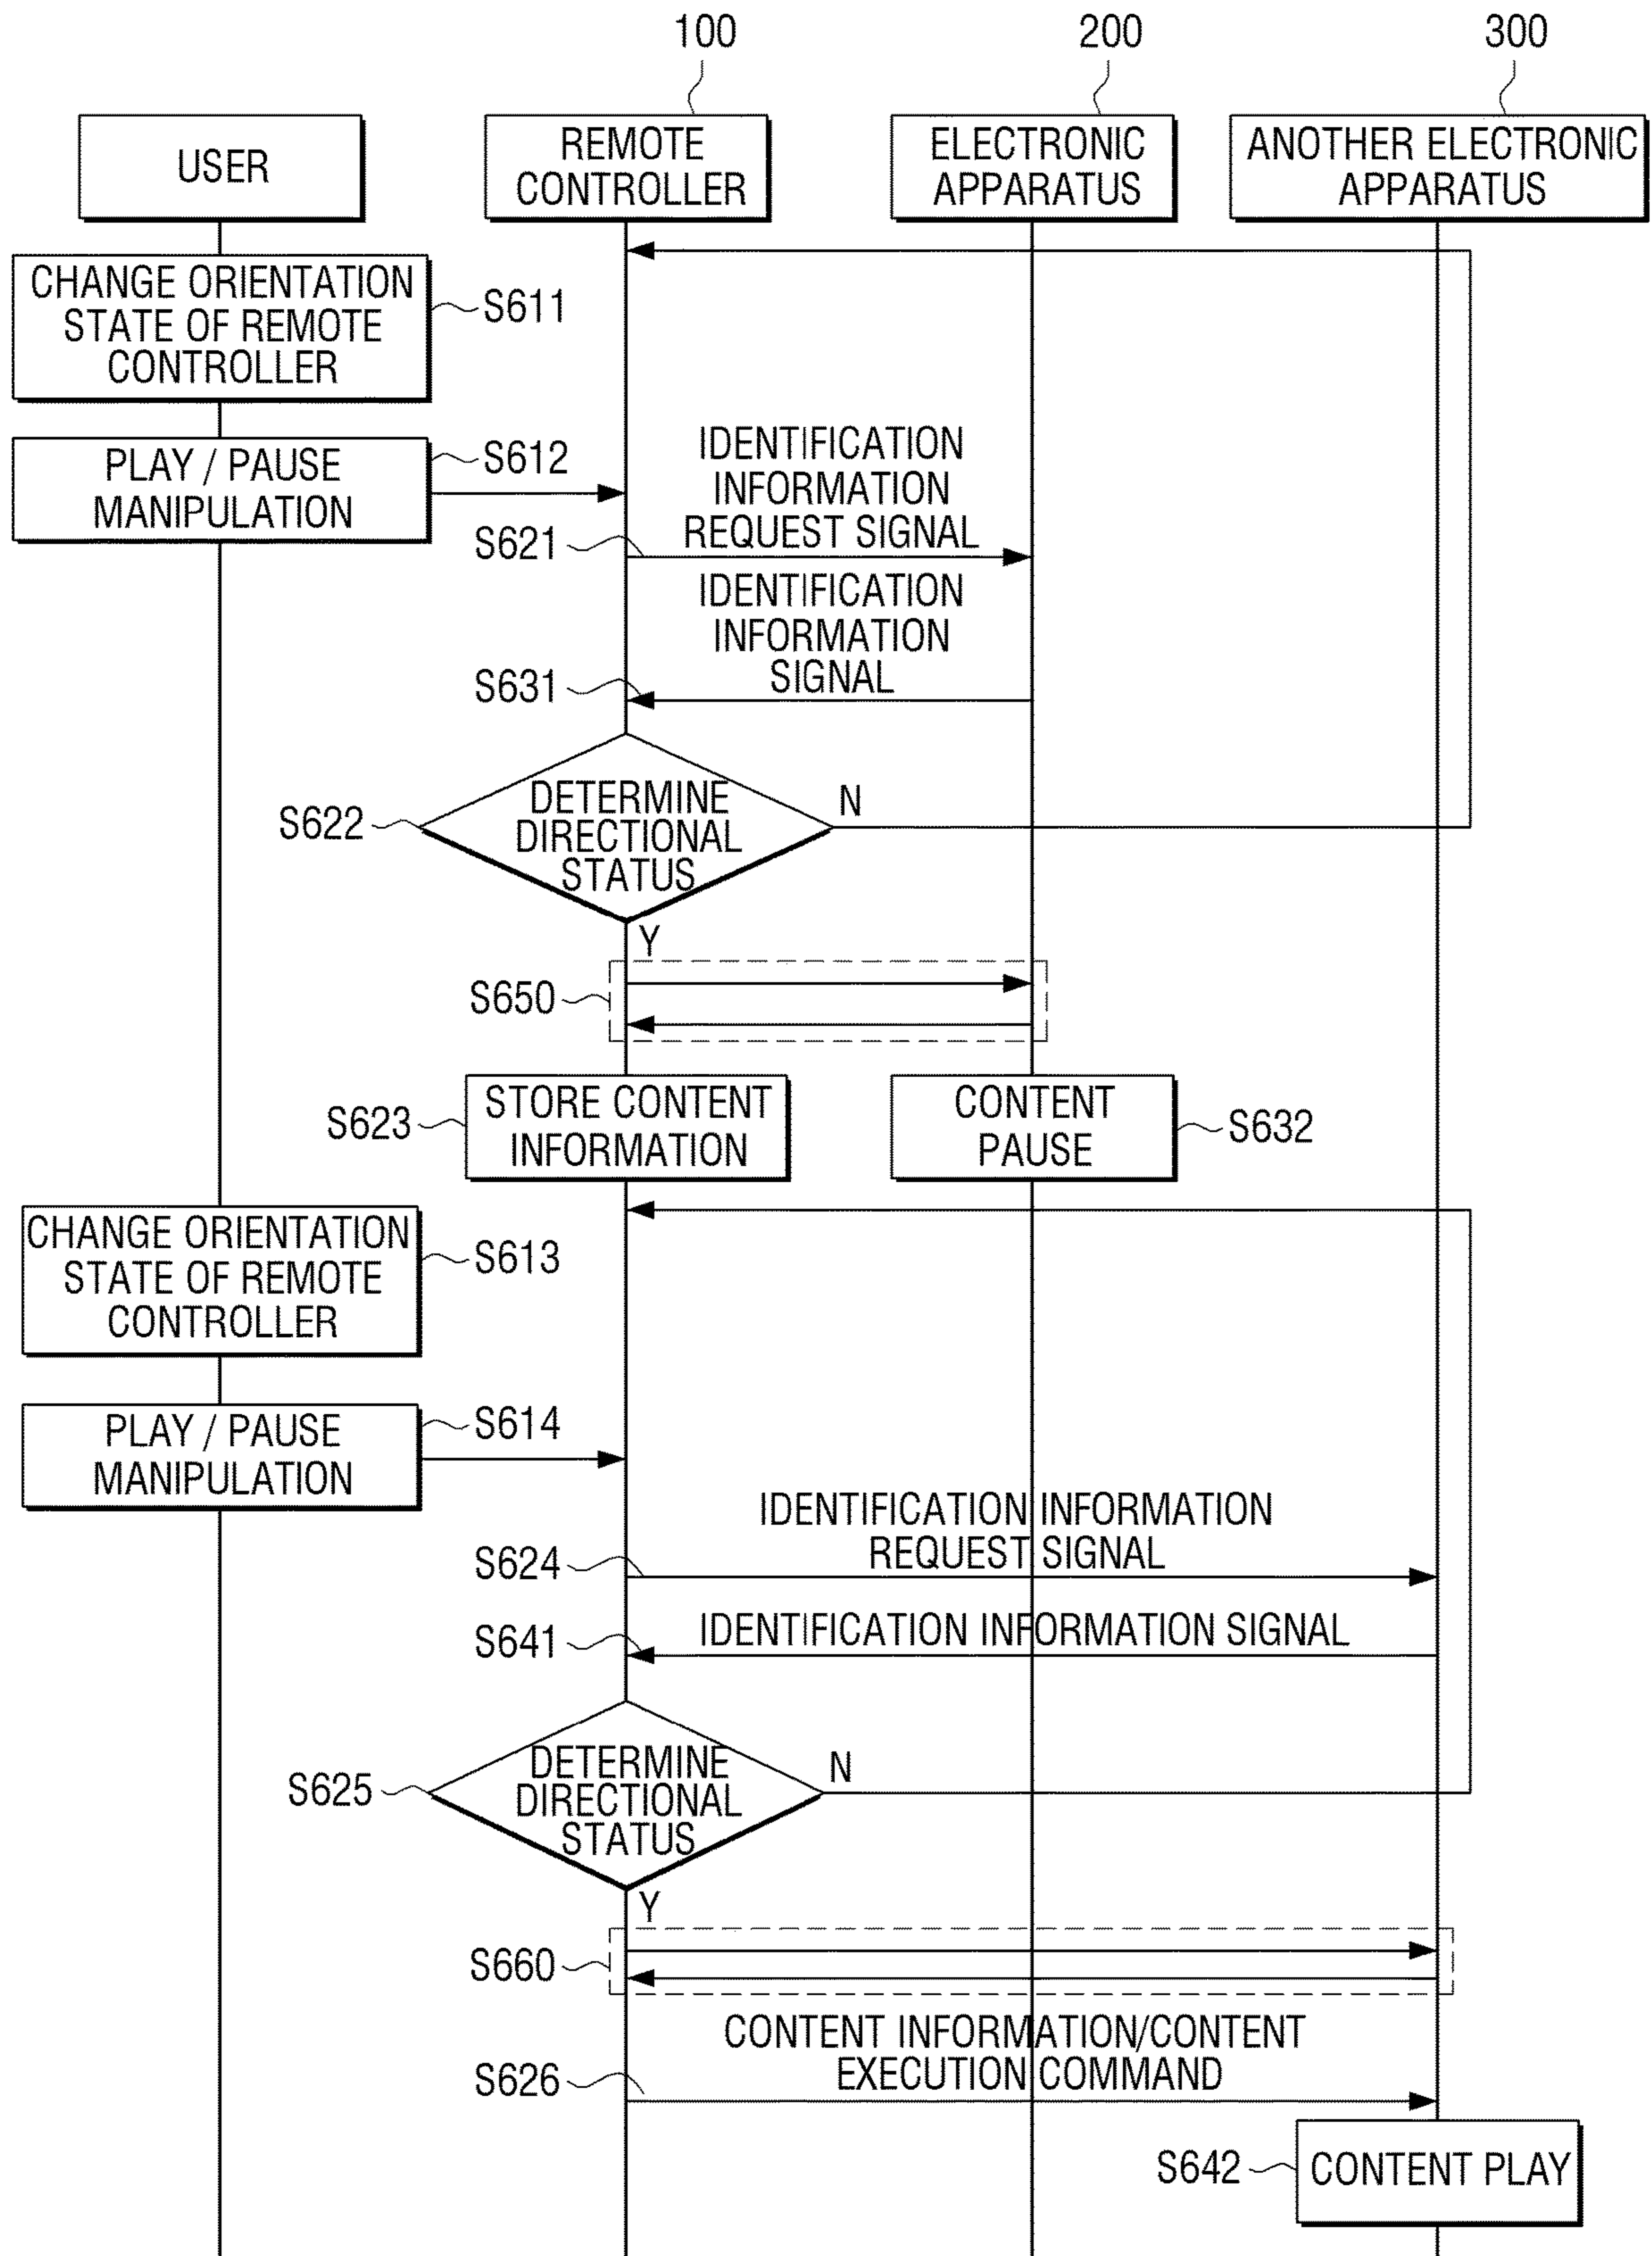 100
200
300
USER
REMOTE
CONTROLLER
ELECTRONIC
APPARATUS
ANOTHER ELECTRONIC
APPARATUS
CHANGE ORIENTATION
STATE OF REMOTE
CONTROLLER
S611
PLAY / PAUSE
MANIPULATION
S612
IDENTIFICATION
INFORMATION
REQUEST SIGNAL
S621
IDENTIFICATION
INFORMATION
SIGNAL
S631
DETERMINE
DIRECTIONAL
STATUS
S622
N
Y
S650
STORE CONTENT
INFORMATION
S623
CONTENT
PAUSE
S632
CHANGE ORIENTATION
STATE OF REMOTE
CONTROLLER
S613
PLAY / PAUSE
MANIPULATION
S614
IDENTIFICATION INFORMATION
REQUEST SIGNAL
S624
IDENTIFICATION INFORMATION SIGNAL
S641
DETERMINE
DIRECTIONAL
STATUS
S625
N
Y
S660
CONTENT INFORMATION/CONTENT
EXECUTION COMMAND
S626
S642
CONTENT PLAY